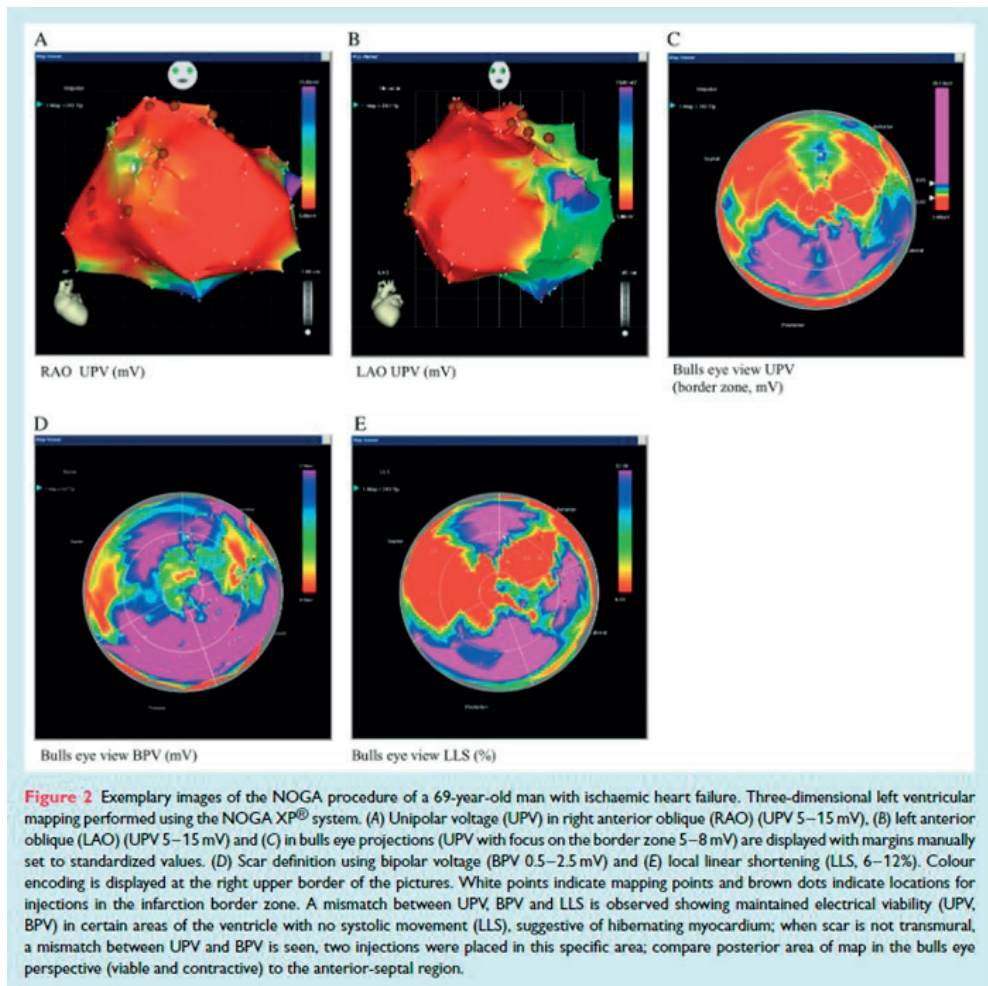 A
B
C
RAO UPV (mV)
LAO UPV (mV)
Bulls eye view UPV
(border zone, mV)
D
E
Bulls eye view BPV (mV)
Bulls eye view LLS (%)
Figure 2 Exemplary images of the NOGA procedure of a 69-year-old man with ischaemic heart failure. Three-dimensional left ventricular
mapping performed using the NOGA XP® system. (A) Unipolar voltage (UPV) in right anterior oblique (RAO) (UPV 5–15 mV), (B) left anterior
oblique (LAO) (UPV 5–15 mV) and (C) in bulls eye projections (UPV with focus on the border zone 5–8 mV) are displayed with margins manually
set to standardized values. (D) Scar definition using bipolar voltage (BPV 0.5–2.5 mV) and (E) local linear shortening (LLS, 6–12%). Colour
encoding is displayed at the right upper border of the pictures. White points indicate mapping points and brown dots indicate locations for
injections in the infarction border zone. A mismatch between UPV, BPV and LLS is observed showing maintained electrical viability (UPV,
BPV) in certain areas of the ventricle with no systolic movement (LLS), suggestive of hibernating myocardium; when scar is not transmural,
a mismatch between UPV and BPV is seen, two injections were placed in this specific area; compare posterior area of map in the bulls eye
perspective (viable and contractive) to the anterior-septal region.